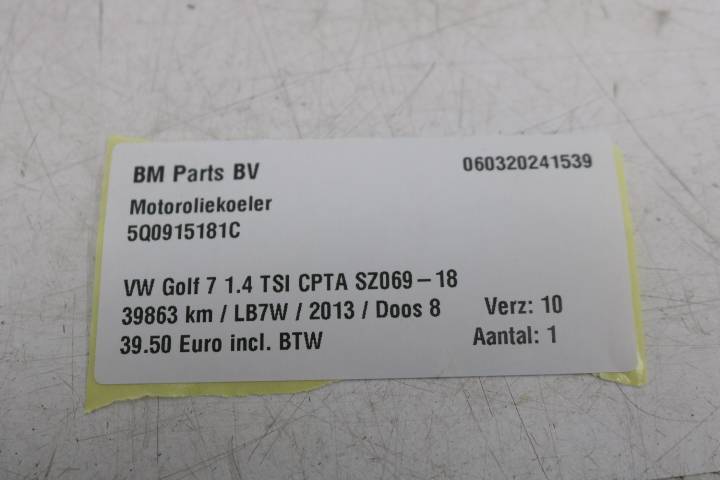 BM Parts BV 060320241539
Motoroliekoeler
5Q0915181C
VW Golf 7 1.4 TSI CPTA SZ069-18
39863 km / LB7W / 2013 / Doos 8 Verz: 10
39.50 Euro incl. BTW Aantal: 1